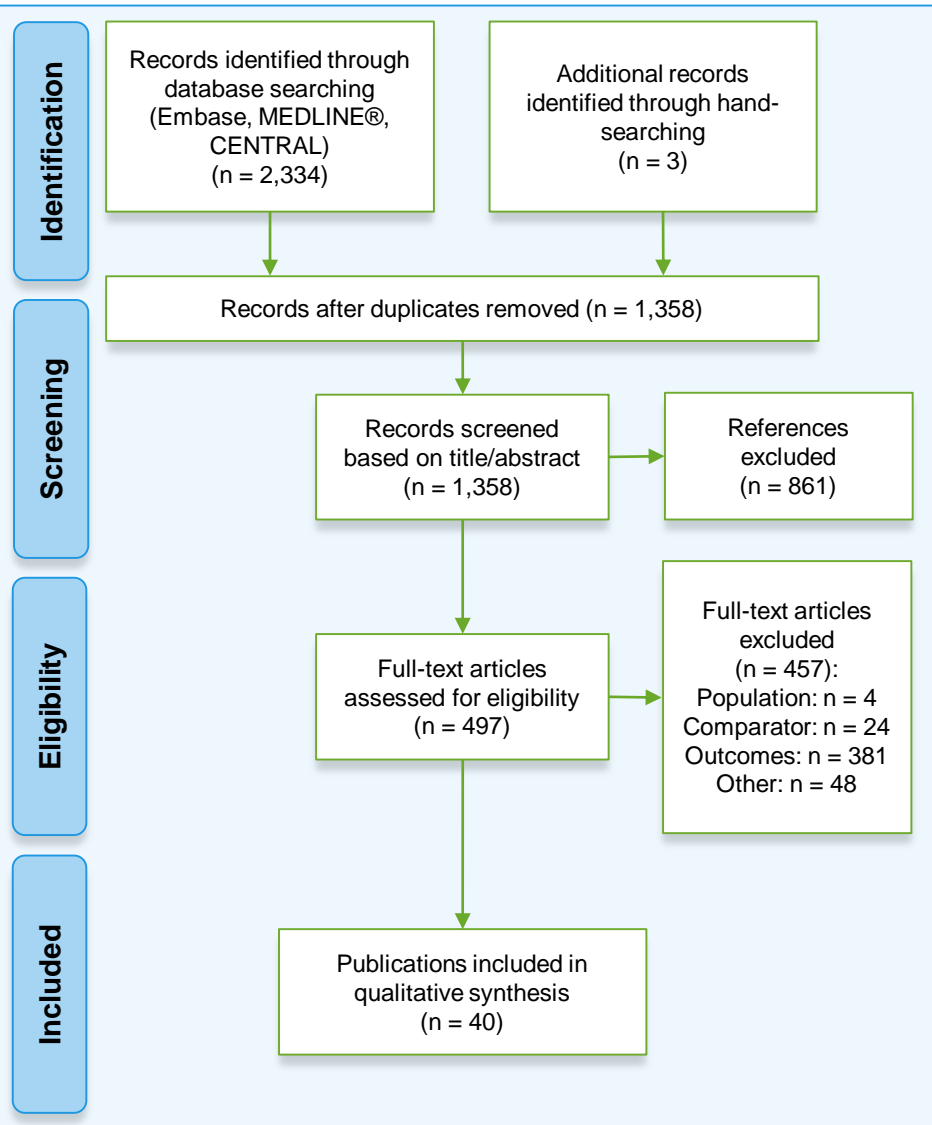 Identification
Records identified through
database searching
(Embase, MEDLINE®,
CENTRAL)
(n = 2,334)
Additional records
identified through hand-
searching
(n = 3)
Records after duplicates removed (n = 1,358)
Screening
Records screened
based on title/abstract
(n = 1,358)
References
excluded
(n = 861)
Eligibility
Full-text articles
assessed for eligibility
(n = 497)
Full-text articles
excluded
(n = 457):
Population: n = 4
Comparator: n = 24
Outcomes: n = 381
Other: n = 48
Included
Publications included in
qualitative synthesis
(n = 40)